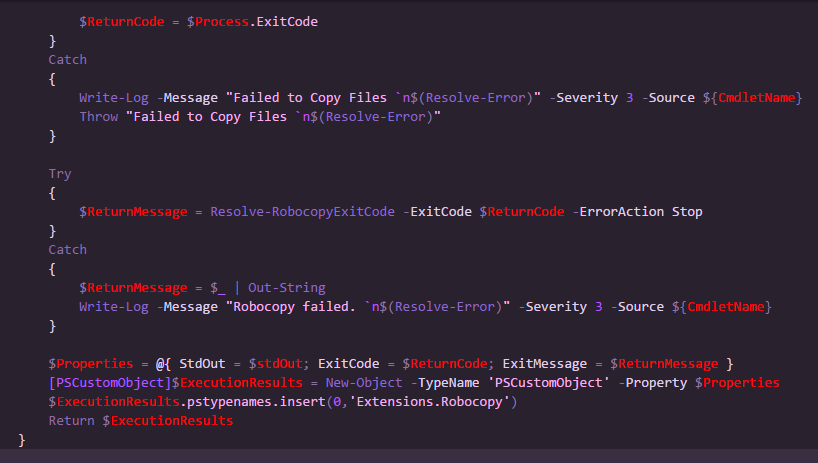 $ReturnCode = $Process.ExitCode
}
Catch
{
Write-Log -Message "Failed to Copy Files `n$(Resolve-Error)" -Severity 3 -Source ${CmdletName}
Throw "Failed to Copy Files `n$(Resolve-Error)"
}
Try
{
$ReturnMessage = Resolve-RobocopyExitCode -ExitCode $ReturnCode -ErrorAction Stop
}
Catch
{
$ReturnMessage = $_ | Out-String
Write-Log -Message "Robocopy failed. `n$(Resolve-Error)" -Severity 3 -Source ${CmdletName}
}
$Properties = @{ StdOut = $stdOut; ExitCode = $ReturnCode; ExitMessage = $ReturnMessage }
[PSCustomObject]$ExecutionResults = New-Object -TypeName 'PSCustomObject' -Property $Properties
$ExecutionResults.pstypenames.insert(0,'Extensions.Robocopy')
Return $ExecutionResults
}